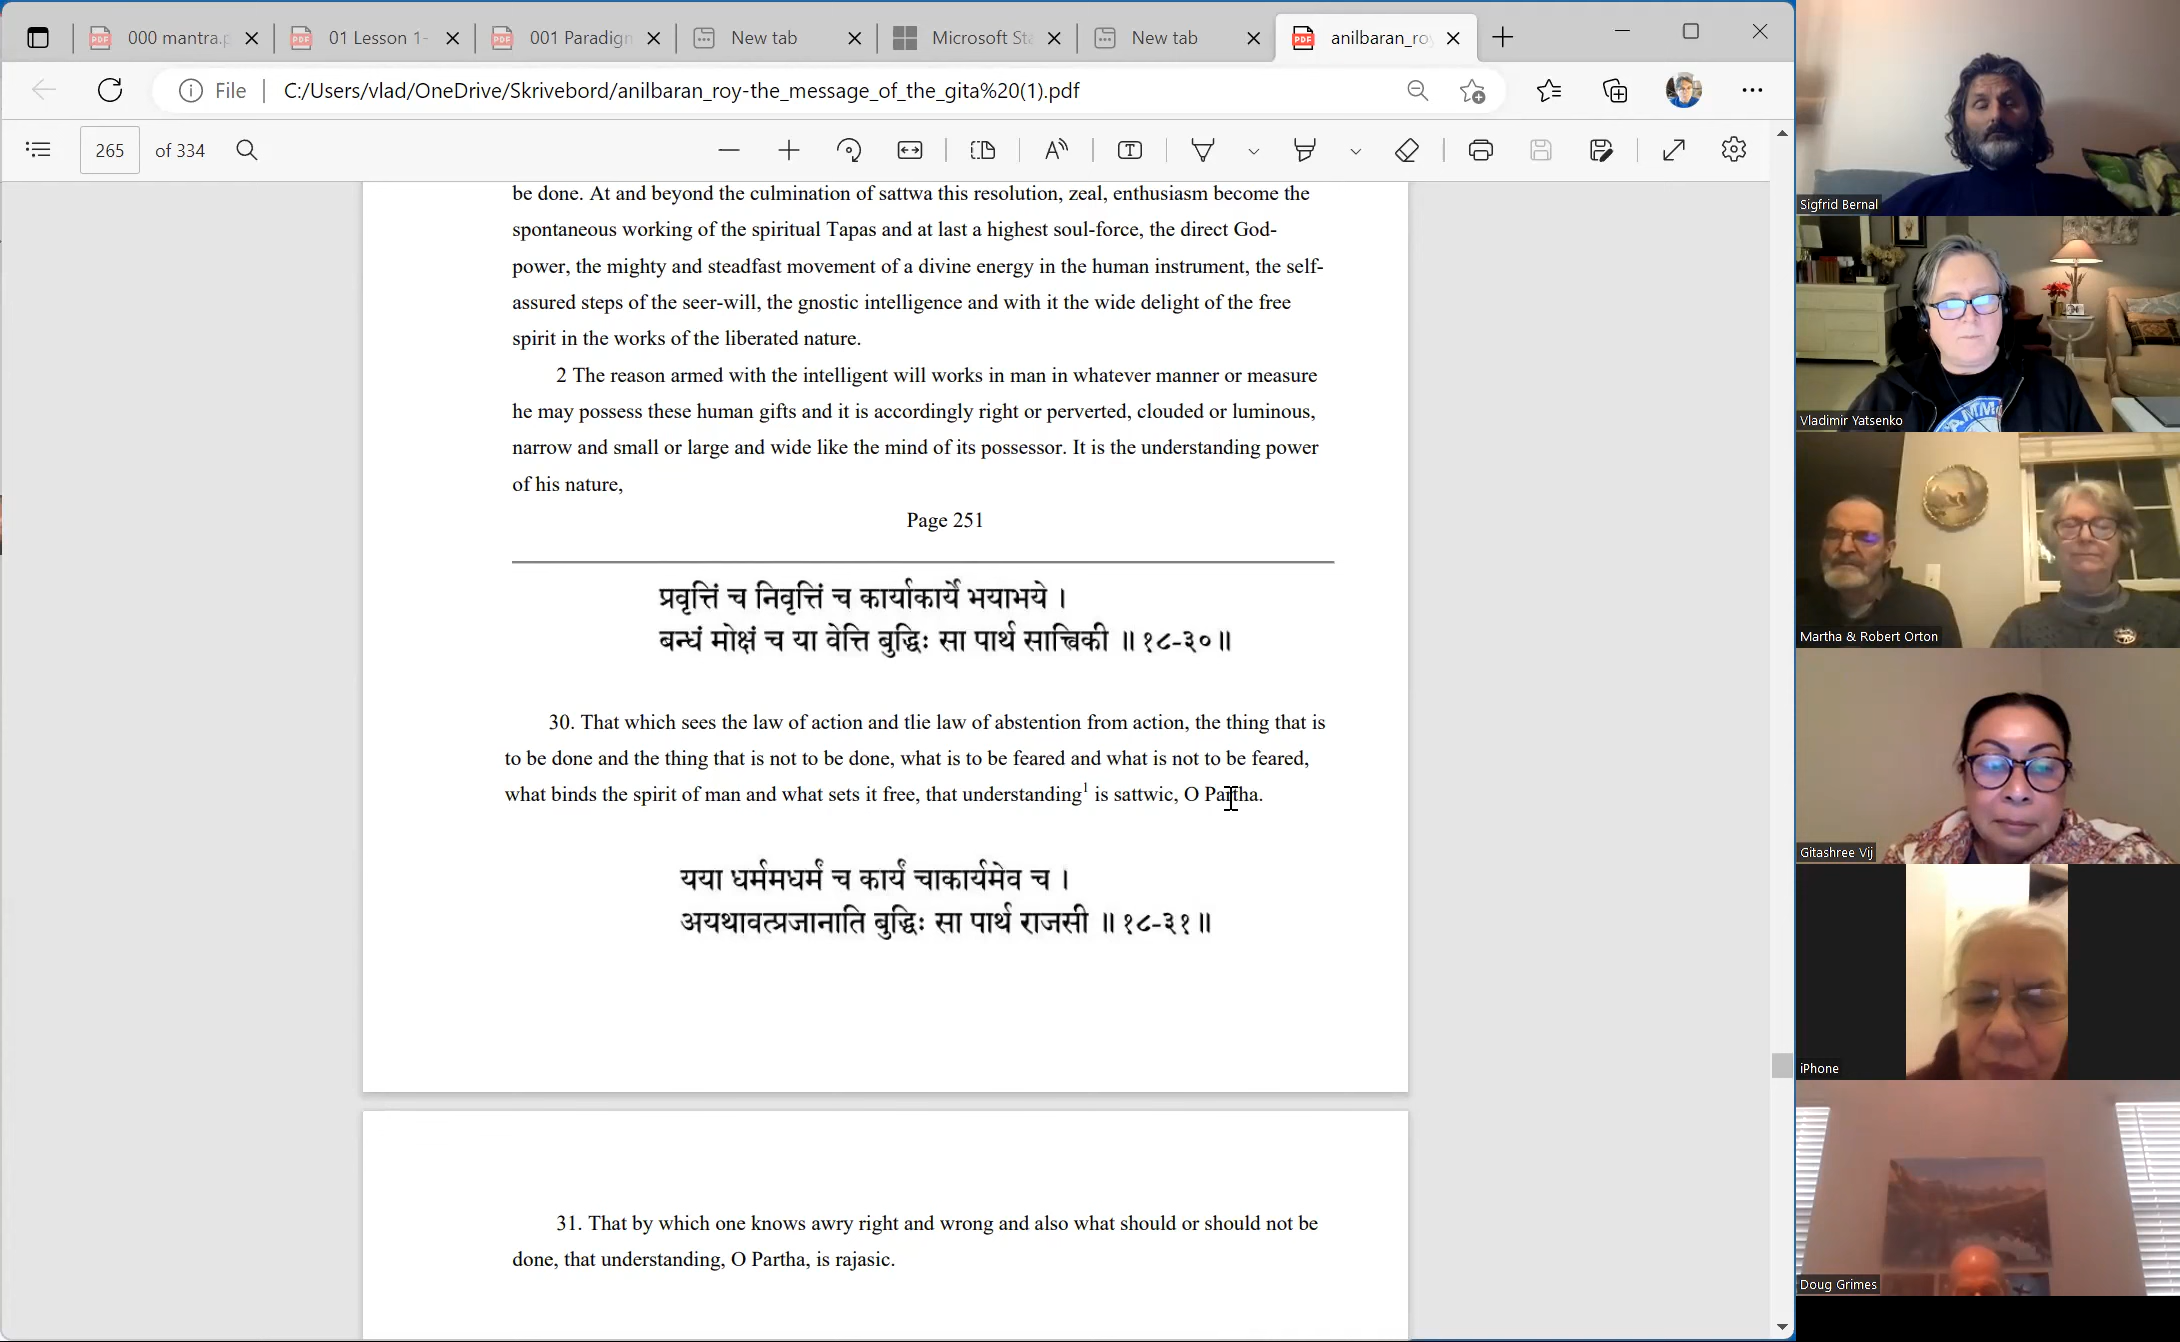 000 mantra.p
01 Lesson 1-
001 Paradign
New tab
Microsoft Sta
New tab
anilbaran_ro
File
C:/Users/vlad/OneDrive/Skrivebord/anilbaran_roy-the_message_of_the_gita%20(1).pdf
265 of 334
be done. At and beyond the culmination of sattwa this resolution, zeal, enthusiasm become the
spontaneous working of the spiritual Tapas and at last a highest soul-force, the direct God-
power, the mighty and steadfast movement of a divine energy in the human instrument, the self-
assured steps of the seer-will, the gnostic intelligence and with it the wide delight of the free
spirit in the works of the liberated nature.
2 The reason armed with the intelligent will works in man in whatever manner or measure
he may possess these human gifts and it is accordingly right or perverted, clouded or luminous,
narrow and small or large and wide like the mind of its possessor. It is the understanding power
of his nature,
Page 251
प्रवृत्तिं च निवृत्तिं च कार्याकार्ये भयाभये ।
बन्धं मोक्षं च या वेत्ति बुद्धिः सा पार्थ सात्त्विकी ॥१८-३०॥
30. That which sees the law of action and tlie law of abstention from action, the thing that is
to be done and the thing that is not to be done, what is to be feared and what is not to be feared,
what binds the spirit of man and what sets it free, that understanding1 is sattwic, O Partha.
यया धर्ममधर्मं च कार्यं चाकार्यमेव च ।
अयथावत्प्रजानाति बुद्धिः सा पार्थ राजसी ॥१८-३१॥
31. That by which one knows awry right and wrong and also what should or should not be
done, that understanding, O Partha, is rajasic.
Sigfrid Bernal
Vladimir Yatsenko
Martha & Robert Orton
Gitashree Vij
iPhone
Doug Grimes